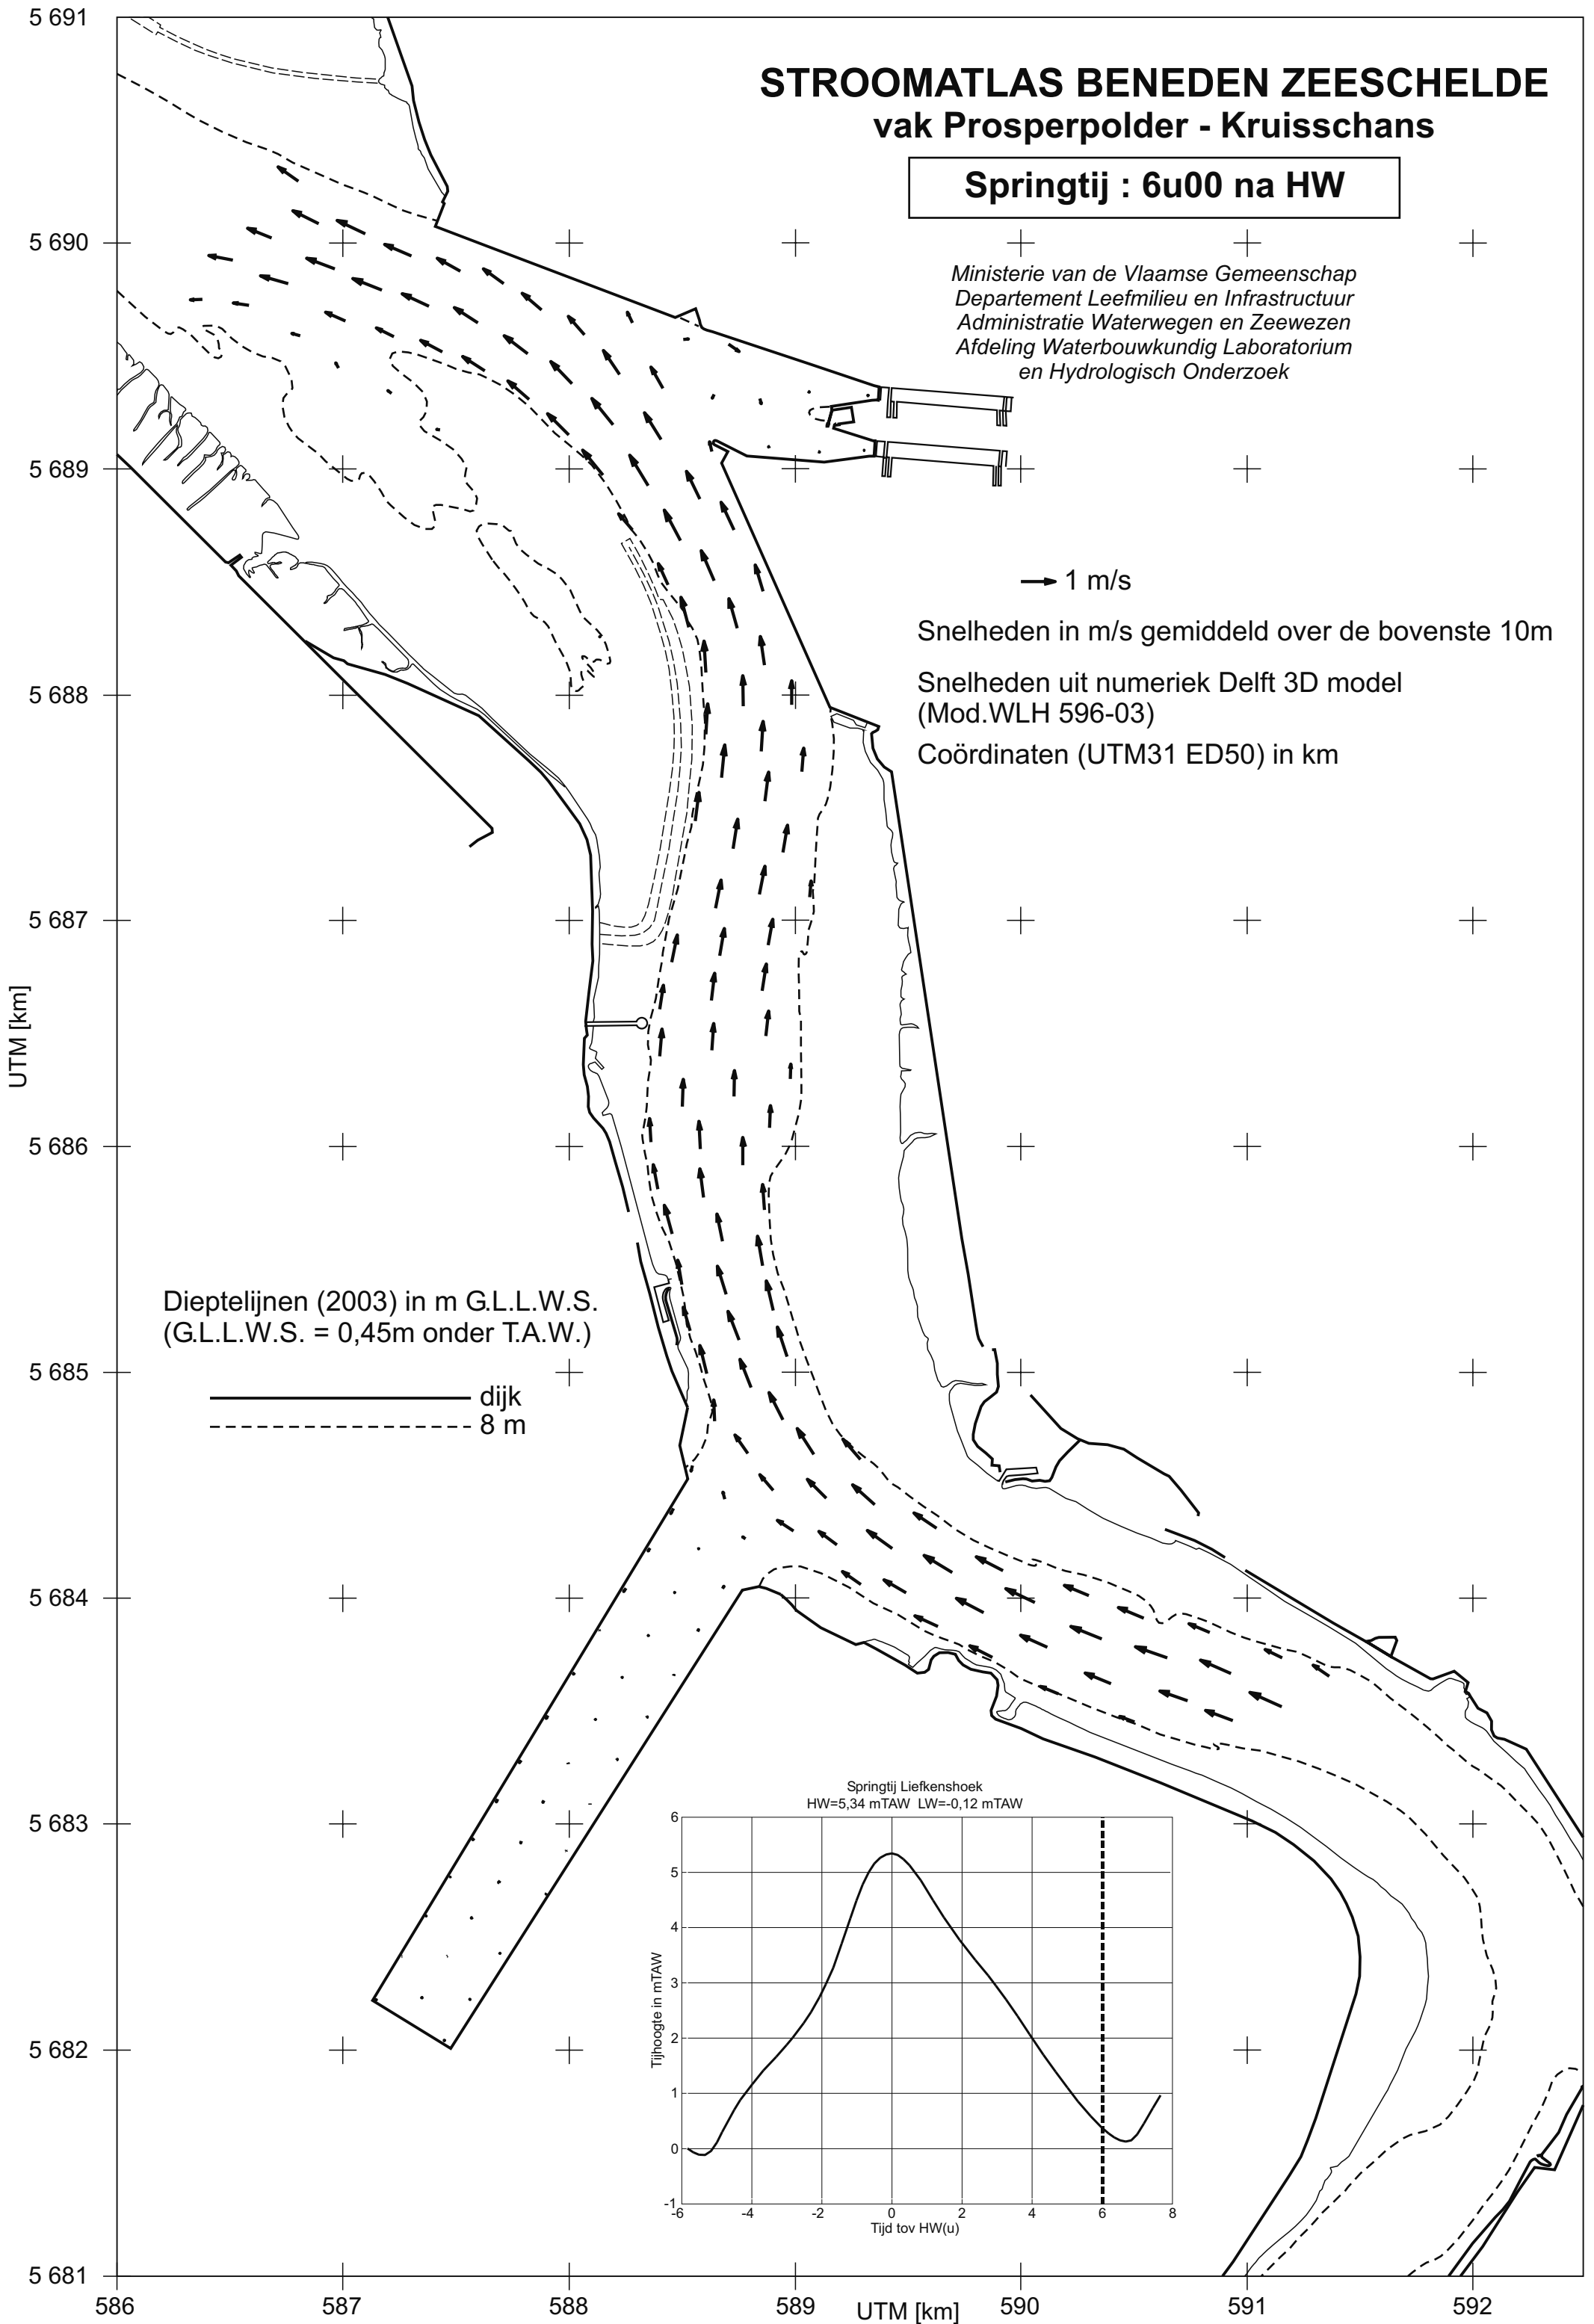 STROOMATLAS BENEDEN ZEESCHELDE
vak Prosperpolder - Kruisschans
Springtij : 6u00 na HW
Ministerie van de Vlaamse Gemeenschap
Departement Leefmilieu en Infrastructuur
Administratie Waterwegen en Zeewezen
Afdeling Waterbouwkundig Laboratorium
en Hydrologisch Onderzoek
1 m/s
Snelheden in m/s gemiddeld over de bovenste 10m
Snelheden uit numeriek Delft 3D model
(Mod.WLH 596-03)
Coördinaten (UTM31 ED50) in km
Dieptelijnen (2003) in m G.L.L.W.S.
(G.L.L.W.S. = 0,45m onder T.A.W.)
dijk
8 m
5 691
5 690
5 689
5 688
5 687
5 686
5 685
5 684
5 683
5 682
5 681
UTM [km]
586 587 588 589 590 591 592
UTM [km]
Springtij Liefkenshoek
HW=5,34 mTAW LW=-0,12 mTAW
6
5
4
3
2
1
0
-1
Tijhoogte in mTAW
-6 -4 -2 0 2 4 6 8
Tijd tov HW(u)